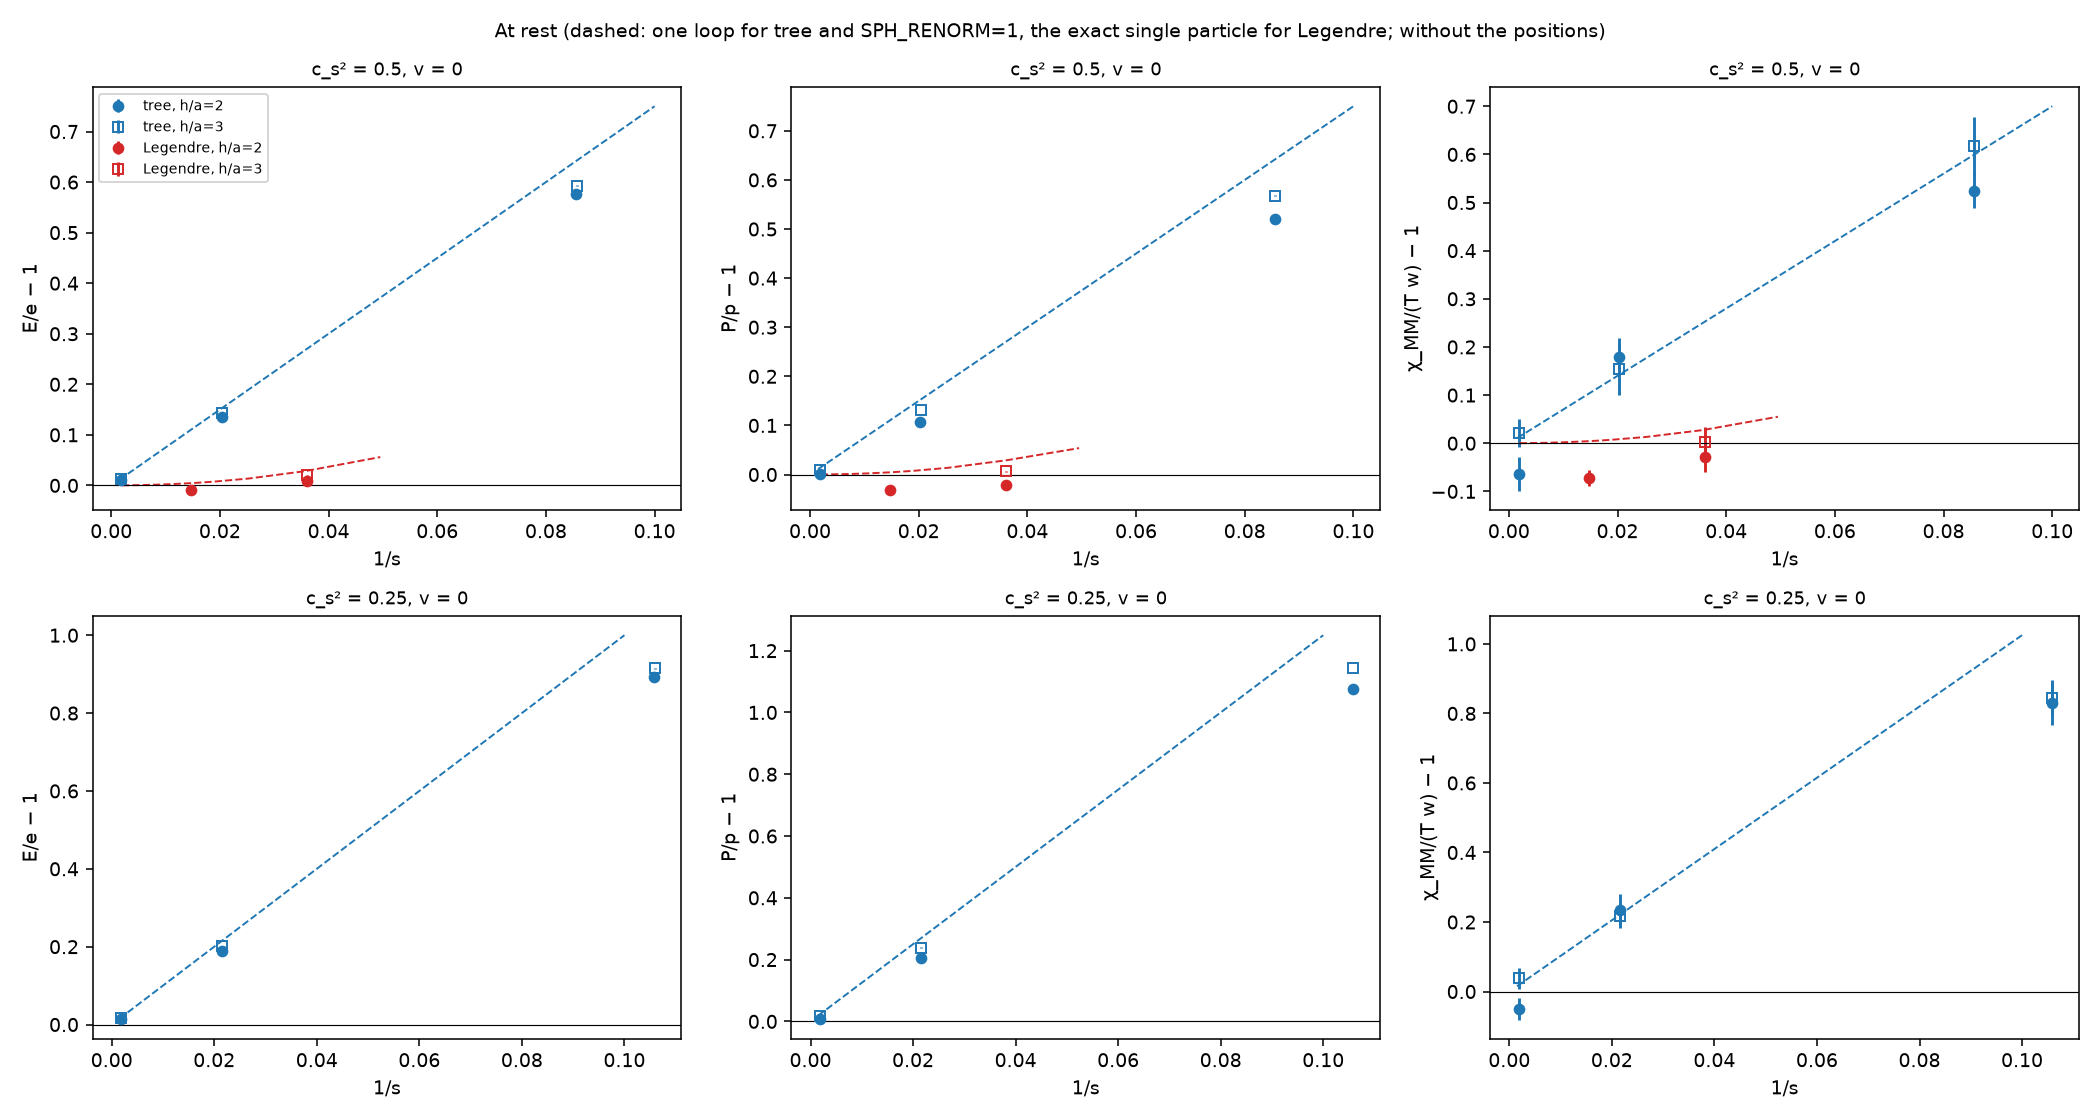 At rest (dashed: one loop for tree and SPH_RENORM=1, the exact single particle for Legendre; without the positions)
c_s² = 0.5, v = 0
E/e − 1
0.7
0.6
0.5
0.4
0.3
0.2
0.1
0.0
tree, h/a=2
tree, h/a=3
Legendre, h/a=2
Legendre, h/a=3
0.00 0.02 0.04 0.06 0.08 0.10
1/s
c_s² = 0.5, v = 0
P/p − 1
0.7
0.6
0.5
0.4
0.3
0.2
0.1
0.0
0.00 0.02 0.04 0.06 0.08 0.10
1/s
c_s² = 0.5, v = 0
χ_MM/(T w) − 1
0.7
0.6
0.5
0.4
0.3
0.2
0.1
0.0
−0.1
0.00 0.02 0.04 0.06 0.08 0.10
1/s
c_s² = 0.25, v = 0
E/e − 1
1.0
0.8
0.6
0.4
0.2
0.0
0.00 0.02 0.04 0.06 0.08 0.10
1/s
c_s² = 0.25, v = 0
P/p − 1
1.2
1.0
0.8
0.6
0.4
0.2
0.0
0.00 0.02 0.04 0.06 0.08 0.10
1/s
c_s² = 0.25, v = 0
χ_MM/(T w) − 1
1.0
0.8
0.6
0.4
0.2
0.0
0.00 0.02 0.04 0.06 0.08 0.10
1/s